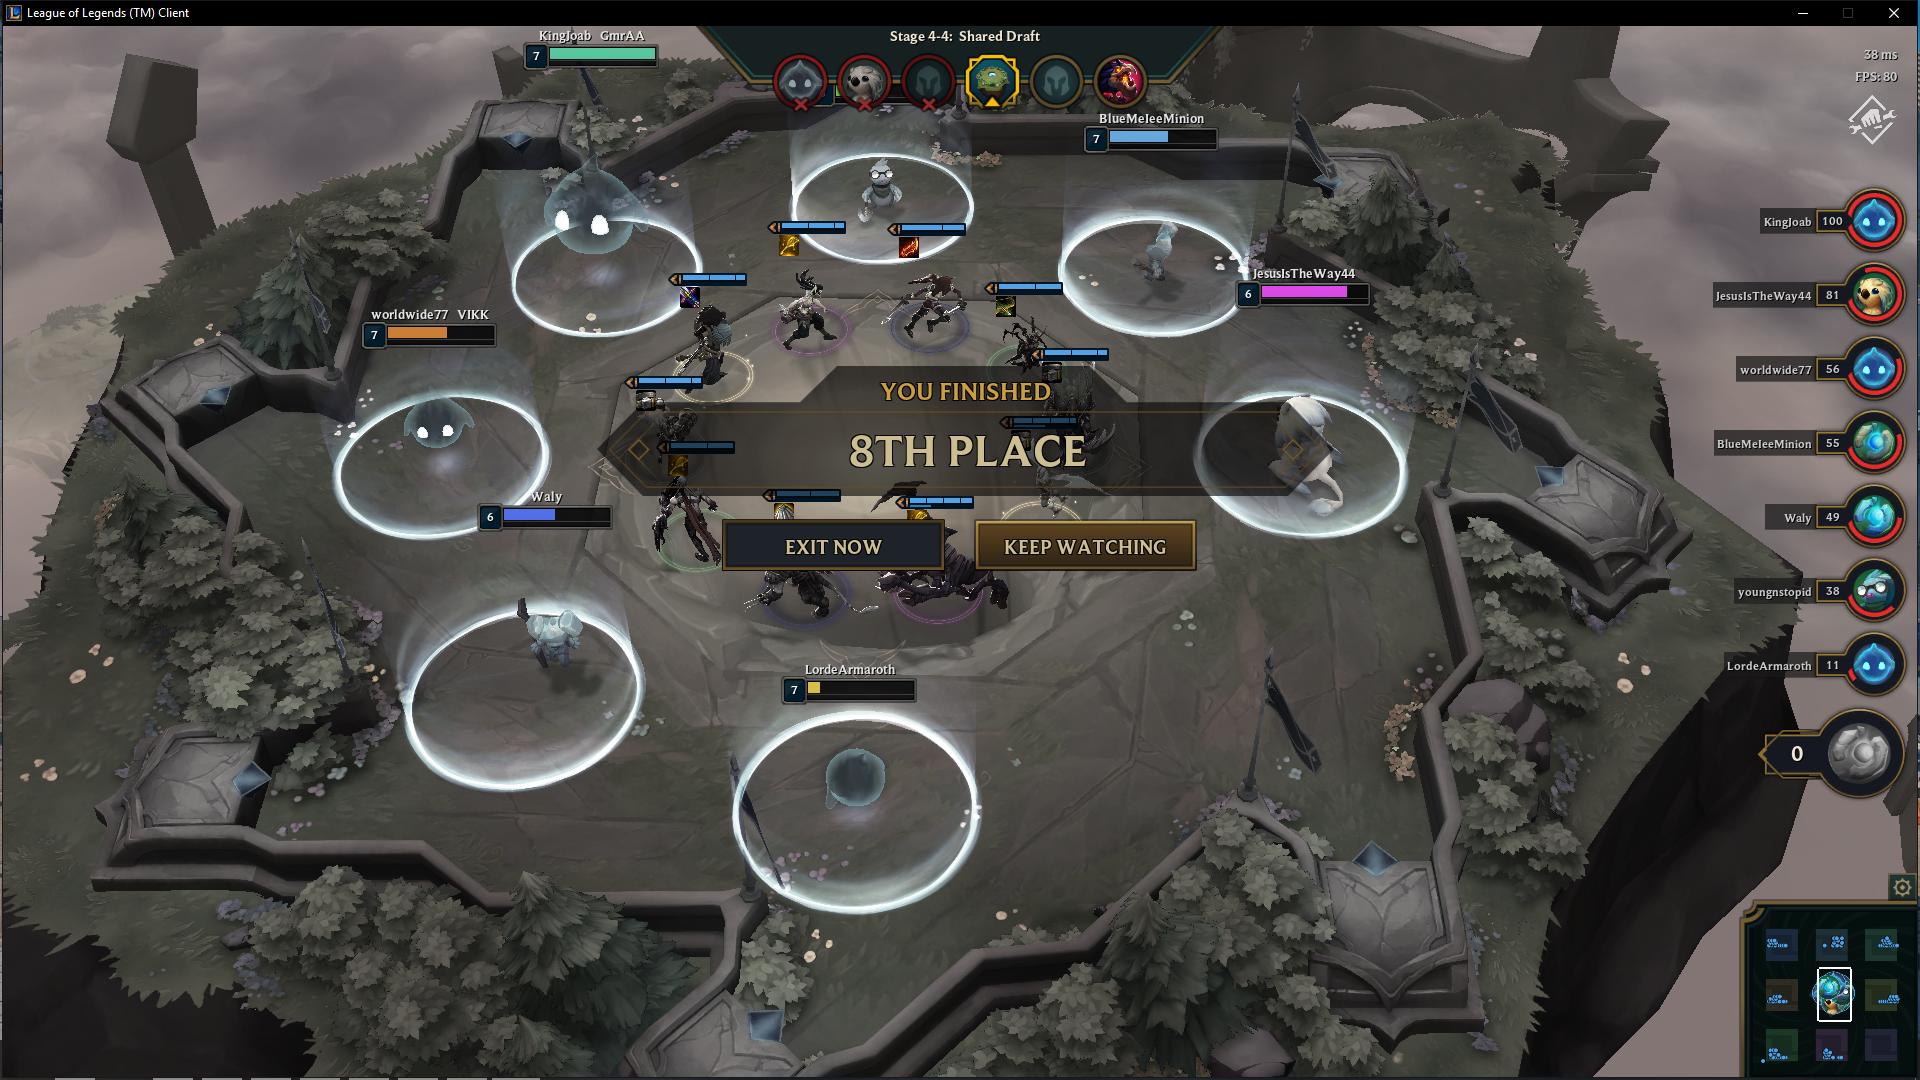 League of Legends (TM) Client
KingJoab GmrAA
7
Stage 4-4: Shared Draft
38 ms
FPS: 80
BlueMeleeMinion
7
KingJoab 100
JesusIsTheWay44
6
JesusIsTheWay44 81
worldwide77 VIKK
7
worldwide77 56
YOU FINISHED
8TH PLACE
BlueMeleeMinion 55
Waly
6
Waly 49
EXIT NOW
KEEP WATCHING
youngnstopid 38
LordeArmaroth
7
LordeArmaroth 11
0